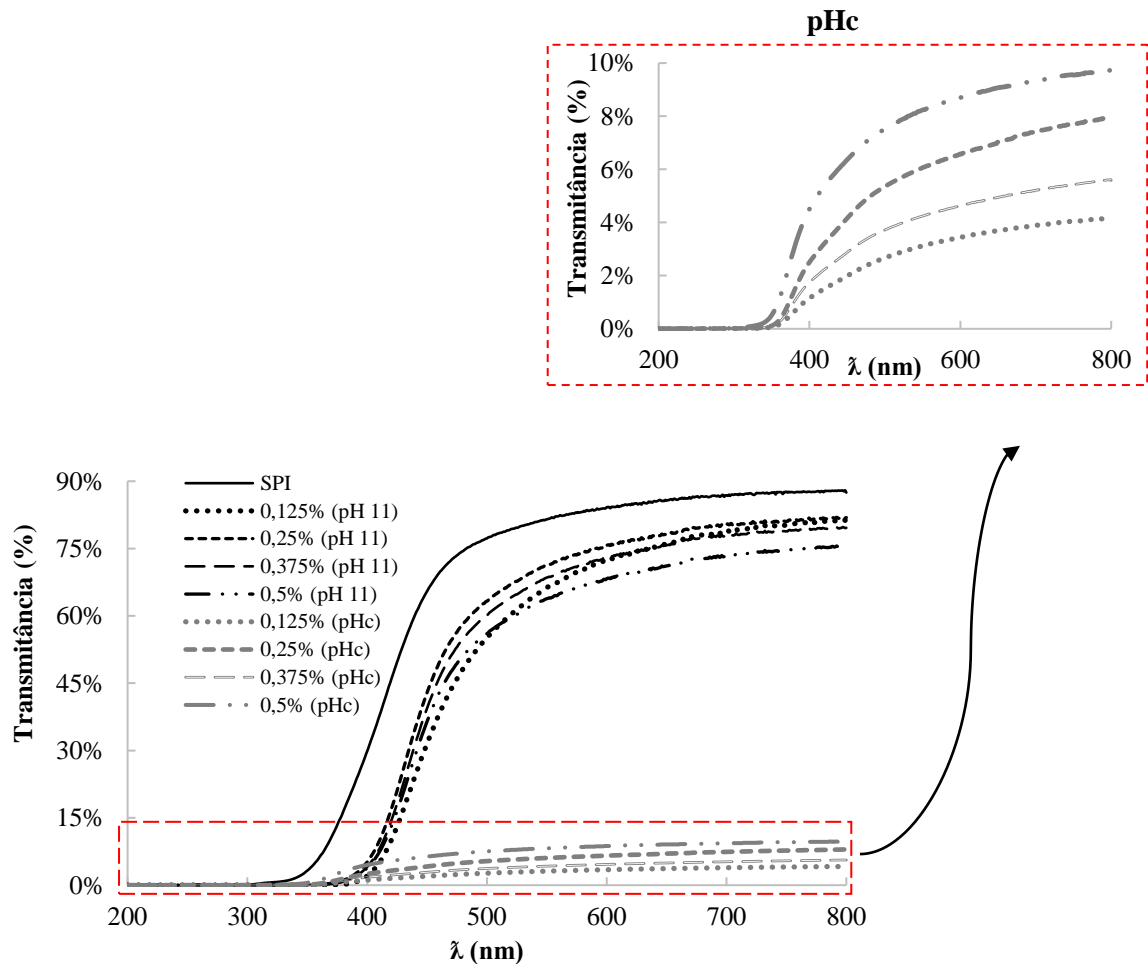 pHc
10%
8%
6%
4%
2%
0%
Transmitância (%)
200 400 600 800
ƛ (nm)
90%
75%
60%
45%
30%
15%
0%
Transmitância (%)
SPI
0,125% (pH 11)
0,25% (pH 11)
0,375% (pH 11)
0,5% (pH 11)
0,125% (pHc)
0,25% (pHc)
0,375% (pHc)
0,5% (pHc)
200 300 400 500 600 700 800
ƛ (nm)